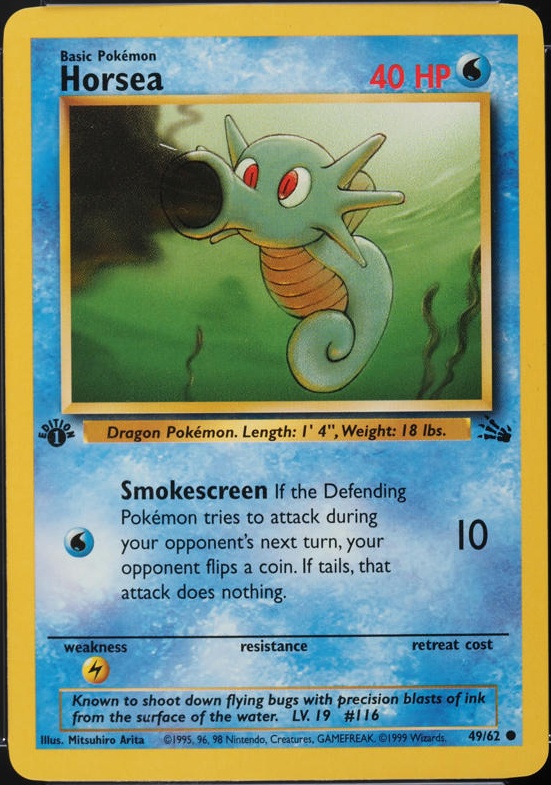 Basic Pokémon
Horsea
40 HP
EDITION
1
Dragon Pokémon. Length: 1' 4", Weight: 18 lbs.
Smokescreen If the Defending
Pokémon tries to attack during
your opponent's next turn, your
opponent flips a coin. If tails, that
attack does nothing.
10
weakness resistance retreat cost
Known to shoot down flying bugs with precision blasts of ink
from the surface of the water. LV. 19 #116
Illus. Mitsuhiro Arita ©1995, 96, 98 Nintendo, Creatures, GAMEFREAK. ©1999 Wizards. 49/62